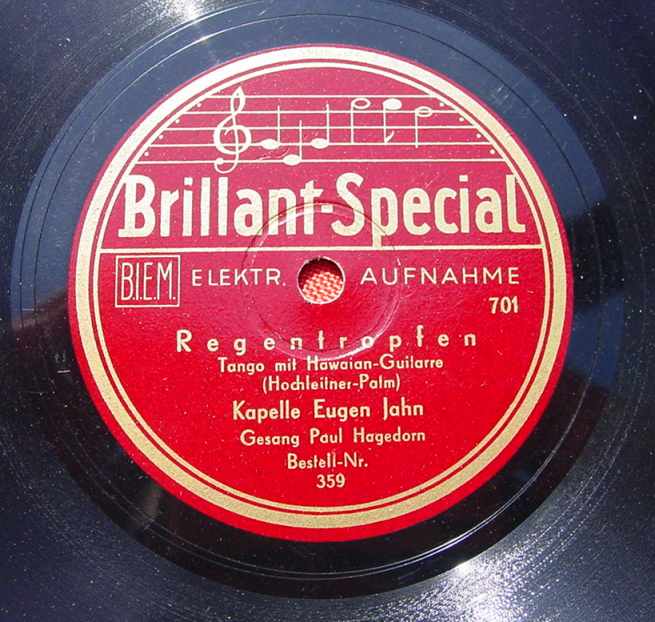 Brillant-Special
B.I.E.M. ELEKTR. AUFNAHME
701
Regentropfen
Tango mit Hawaian-Guitarre
(Hochleitner-Palm)
Kapelle Eugen Jahn
Gesang Paul Hagedorn
Bestell-Nr.
359